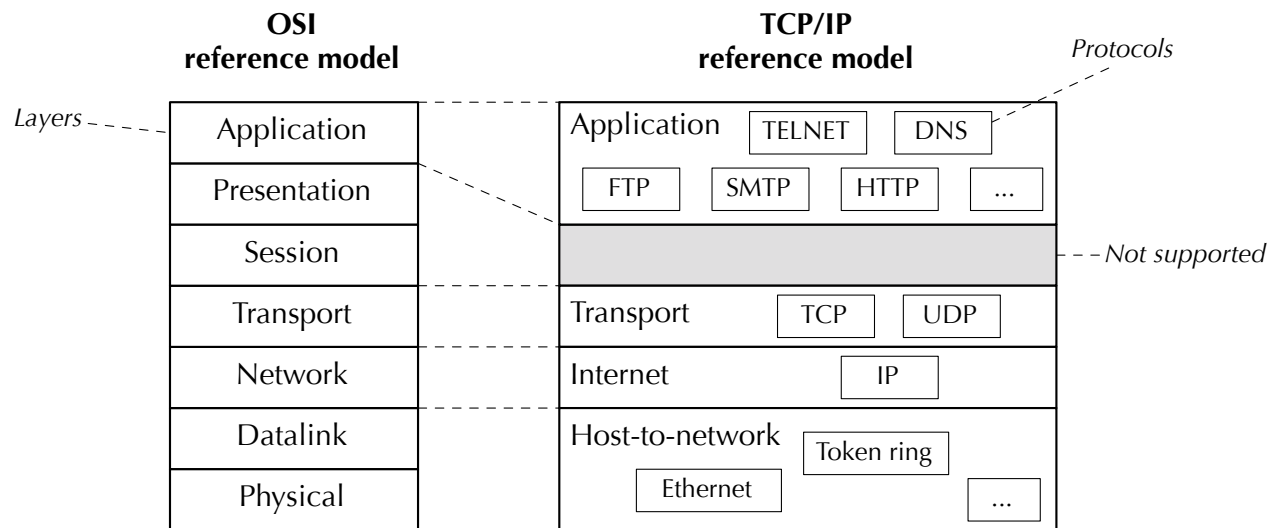 OSI
reference model
TCP/IP
reference model
Protocols
Layers
Application
Presentation
Session
Transport
Network
Datalink
Physical
Application TELNET DNS
FTP SMTP HTTP ...
Not supported
Transport TCP UDP
Internet IP
Host-to-network Token ring
Ethernet ...